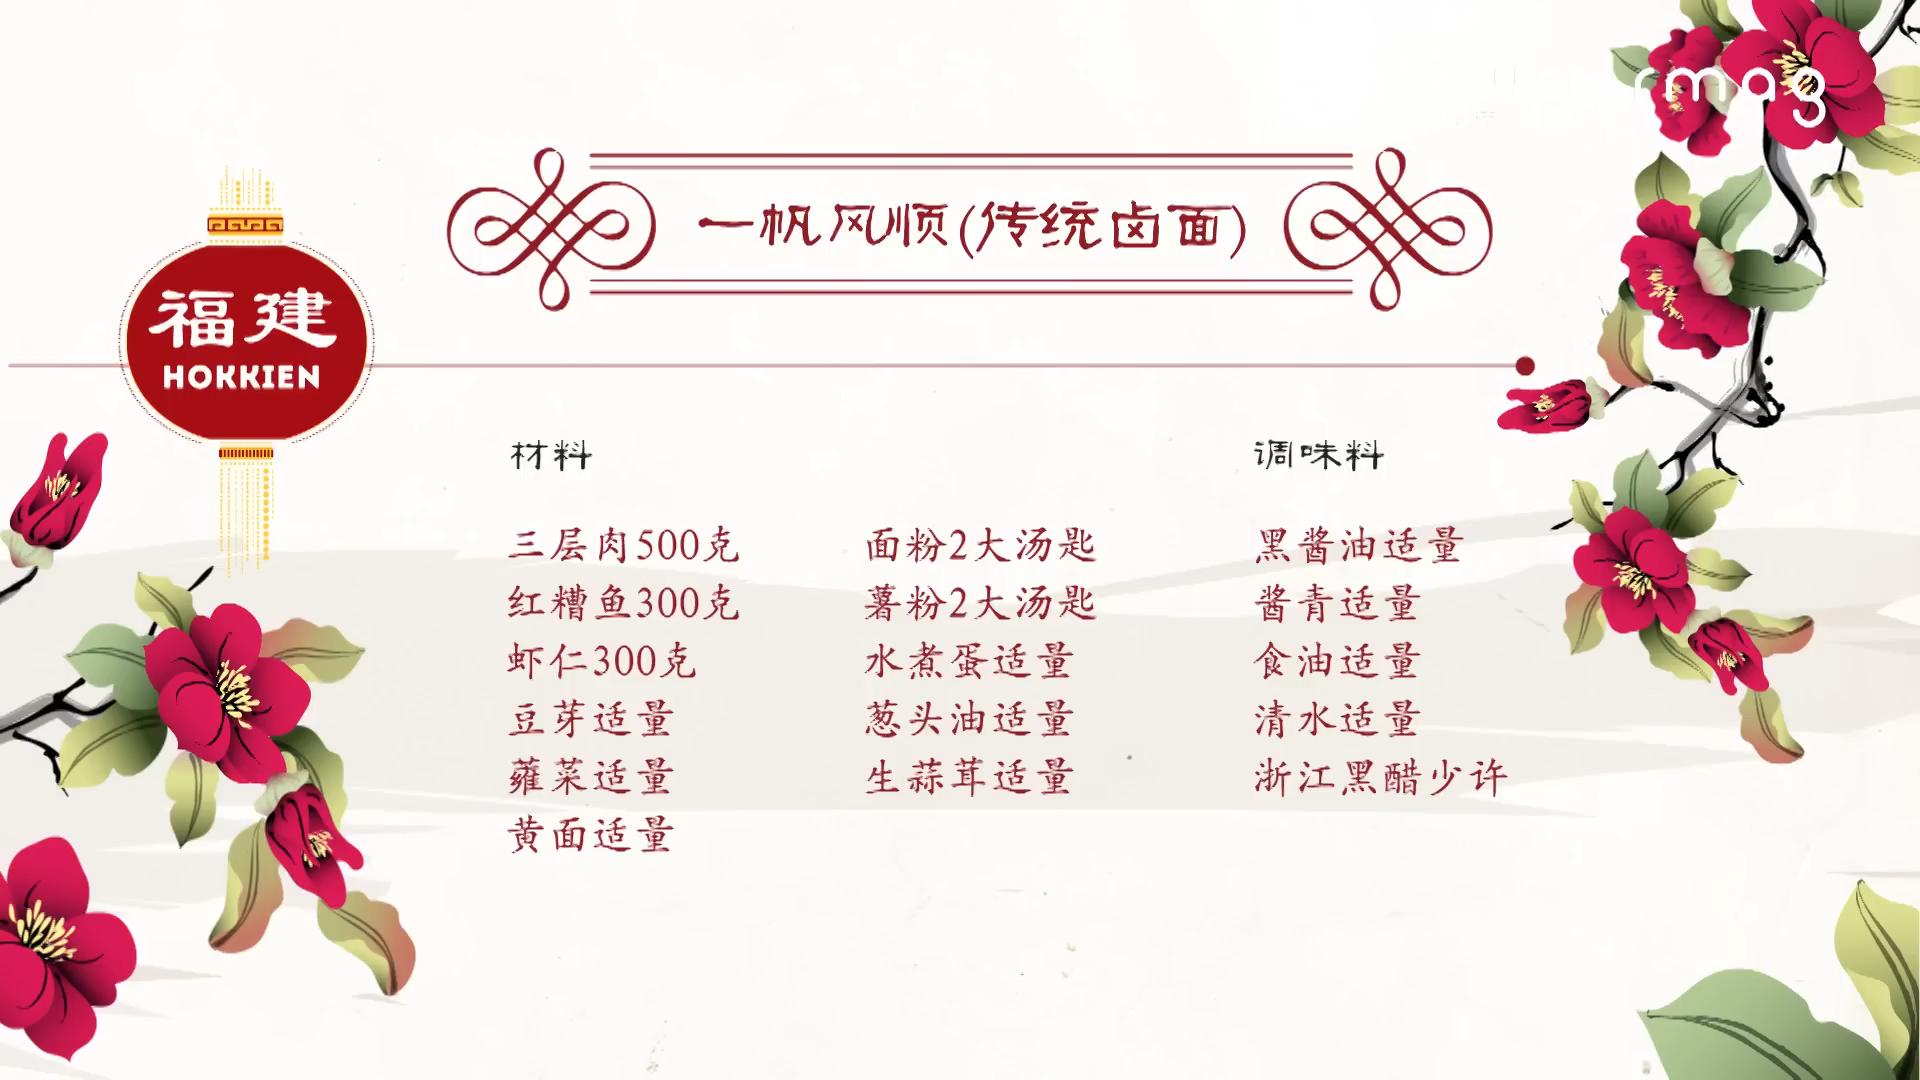 福建
HOKKIEN
一帆风顺(传统卤面)
材料
三层肉500克
红糟鱼300克
虾仁300克
豆芽适量
蕹菜适量
黄面适量
面粉2大汤匙
薯粉2大汤匙
水煮蛋适量
葱头油适量
生蒜茸适量
调味料
黑酱油适量
酱青适量
食油适量
清水适量
浙江黑醋少许